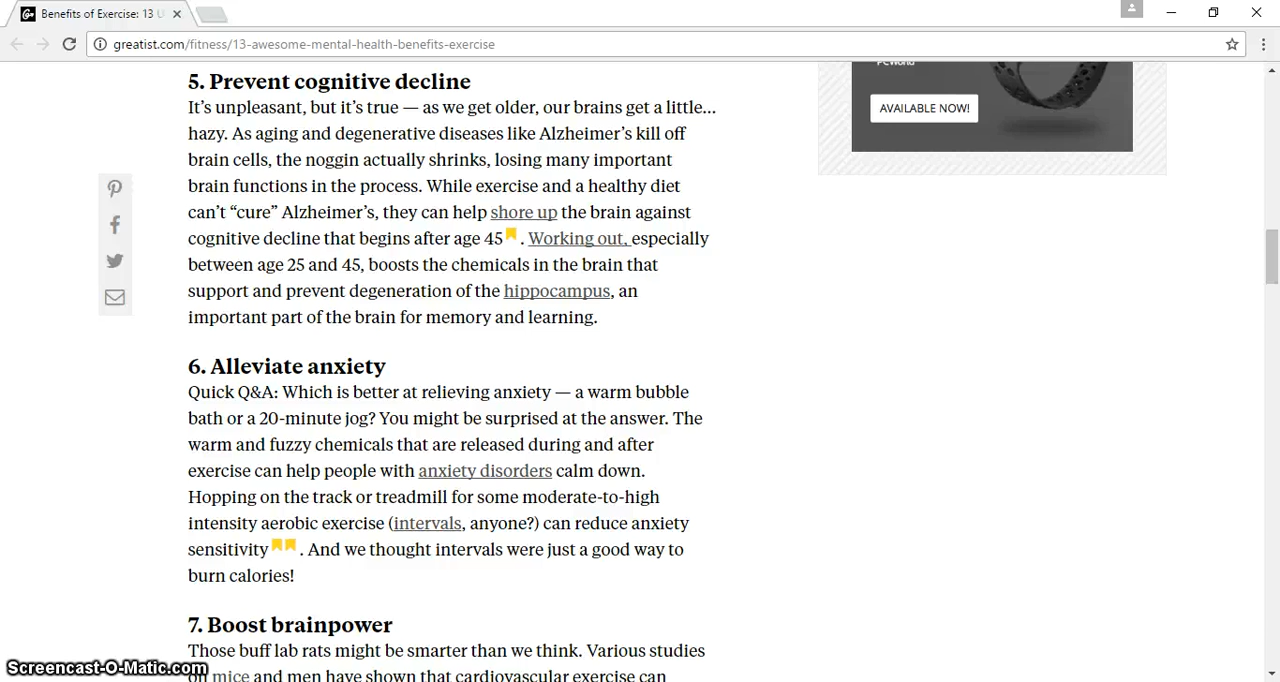 Benefits of Exercise: 13 U
greatist.com/fitness/13-awesome-mental-health-benefits-exercise
PCWorld
AVAILABLE NOW!
5. Prevent cognitive decline
It’s unpleasant, but it’s true — as we get older, our brains get a little…
hazy. As aging and degenerative diseases like Alzheimer’s kill off
brain cells, the noggin actually shrinks, losing many important
brain functions in the process. While exercise and a healthy diet
can’t “cure” Alzheimer’s, they can help shore up the brain against
cognitive decline that begins after age 45 . Working out, especially
between age 25 and 45, boosts the chemicals in the brain that
support and prevent degeneration of the hippocampus, an
important part of the brain for memory and learning.
6. Alleviate anxiety
Quick Q&A: Which is better at relieving anxiety — a warm bubble
bath or a 20-minute jog? You might be surprised at the answer. The
warm and fuzzy chemicals that are released during and after
exercise can help people with anxiety disorders calm down.
Hopping on the track or treadmill for some moderate-to-high
intensity aerobic exercise (intervals, anyone?) can reduce anxiety
sensitivity . And we thought intervals were just a good way to
burn calories!
7. Boost brainpower
Those buff lab rats might be smarter than we think. Various studies
on mice and men have shown that cardiovascular exercise can
Screencast-O-Matic.com